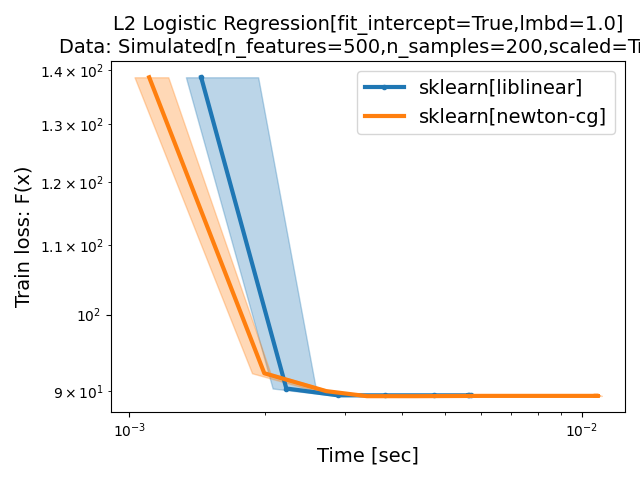 L2 Logistic Regression[fit_intercept=True,lmbd=1.0]
Data: Simulated[n_features=500,n_samples=200,scaled=Tr
1.4 × 10²
1.3 × 10²
1.2 × 10²
1.1 × 10²
10²
9 × 10¹
Train loss: F(x)
sklearn[liblinear]
sklearn[newton-cg]
10⁻³
10⁻²
Time [sec]